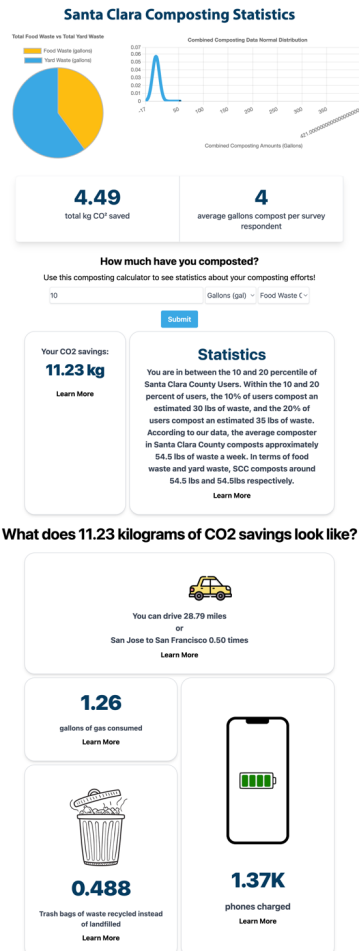 Santa Clara Composting Statistics
Total Food Waste vs Total Yard Waste
Food Waste (gallons)
Yard Waste (gallons)
Combined Composting Data Normal Distribution
0.07
0.06
0.05
0.04
0.03
0.02
0.01
0
-17
50
100
150
200
250
300
350
Combined Composting Amounts (Gallons)
4.49
total kg CO² saved
4
average gallons compost per survey
respondent
How much have you composted?
Use this composting calculator to see statistics about your composting efforts!
10
Gallons (gal)
Food Waste C
Submit
Your CO2 savings:
11.23 kg
Learn More
Statistics
You are in between the 10 and 20 percentile of
Santa Clara County Users. Within the 10 and 20
percent of users, the 10% of users compost an
estimated 30 lbs of waste, and the 20% of
users compost an estimated 35 lbs of waste.
According to our data, the average composter
in Santa Clara County composts approximately
54.5 lbs of waste a week. In terms of food
waste and yard waste, SCC composts around
54.5 lbs and 54.5lbs respectively.
Learn More
What does 11.23 kilograms of CO2 savings look like?
You can drive 28.79 miles
or
San Jose to San Francisco 0.50 times
Learn More
1.26
gallons of gas consumed
Learn More
0.488
Trash bags of waste recycled instead
of landfilled
Learn More
1.37K
phones charged
Learn More